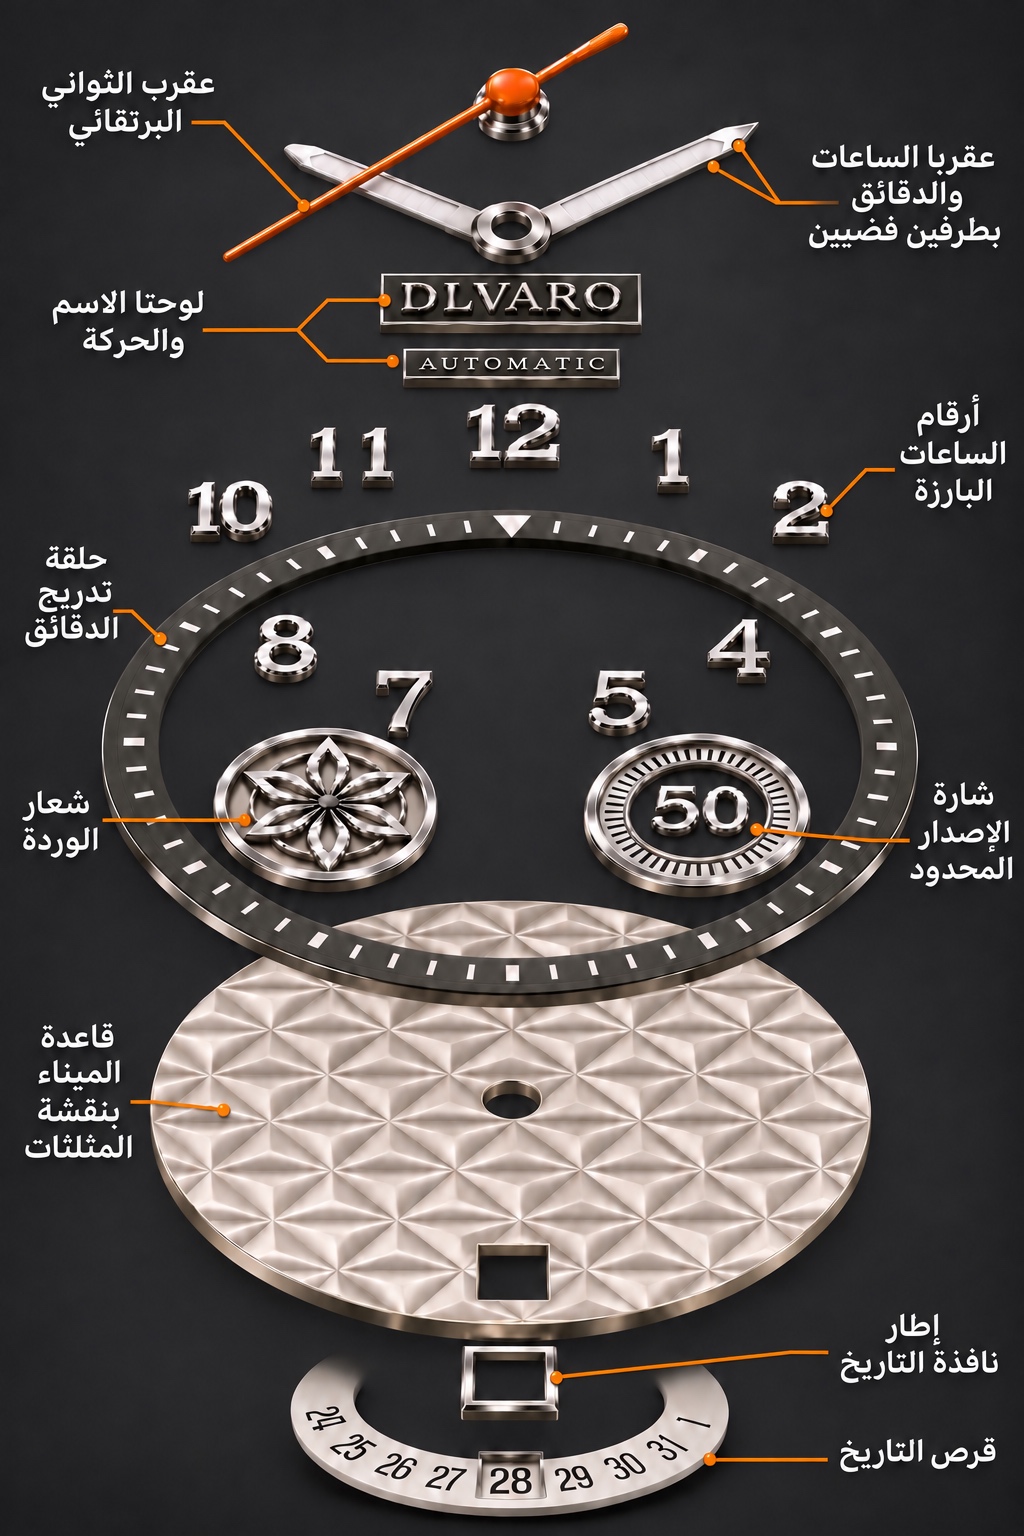 عقرب الثواني
البرتقائي
عقربا الساعات
والدقائق
بطرفين فضيين
DLVARO
لوحتا الاسم
والحركة
AUTOMATIC
12
11
1
أرقام
الساعات
البارزة
10
2
حلقة
تدريج
الدقائق
8
4
7
5
شعار
الوردة
50
شارة
الإصدار
المحدود
قاعدة
الميناء
بنقشة
المثلثات
إطار
نافذة التاريخ
24 25 26 27 28 29 30 31 1
قرص التاريخ